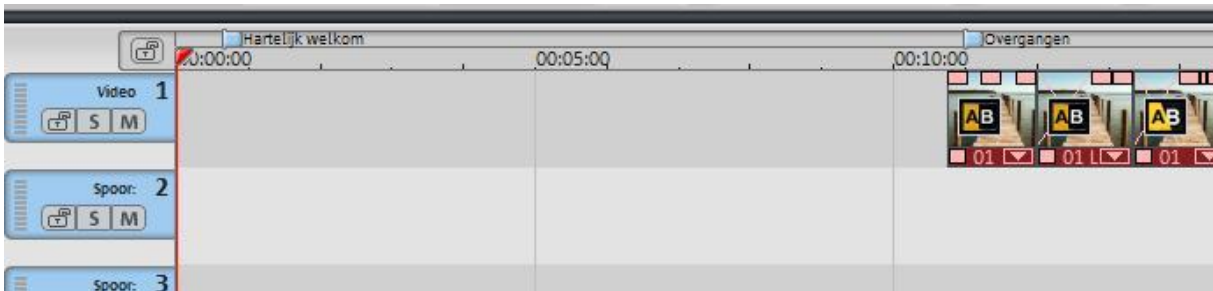 Hartelijk welkom
Overgangen
00:05:00
00:10:00
Video 1
S M
AB AB AB
01 01 L 01
Spoor: 2
S M
Spoor: 3